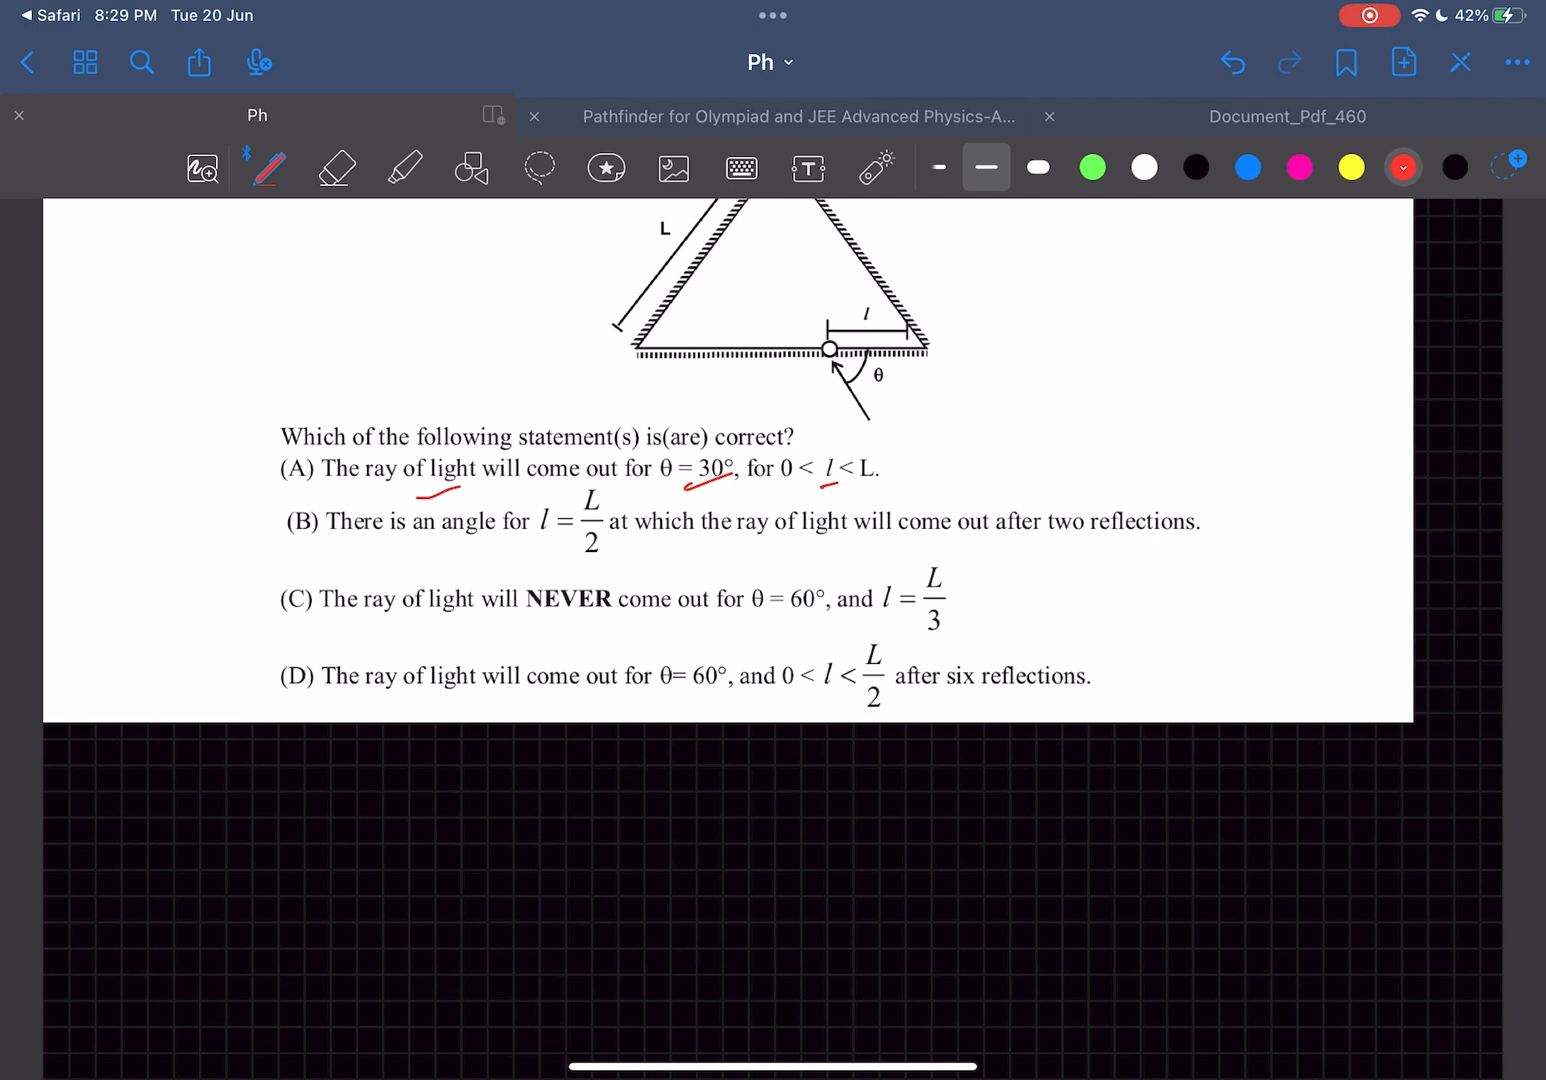 Safari 8:29 PM Tue 20 Jun
42%
Ph
Ph
Pathfinder for Olympiad and JEE Advanced Physics-A...
Document_Pdf_460
L
l
θ
Which of the following statement(s) is(are) correct?
(A) The ray of light will come out for θ = 30°, for 0 < l < L.
(B) There is an angle for l = L/2 at which the ray of light will come out after two reflections.
(C) The ray of light will NEVER come out for θ = 60°, and l = L/3
(D) The ray of light will come out for θ= 60°, and 0 < l < L/2 after six reflections.